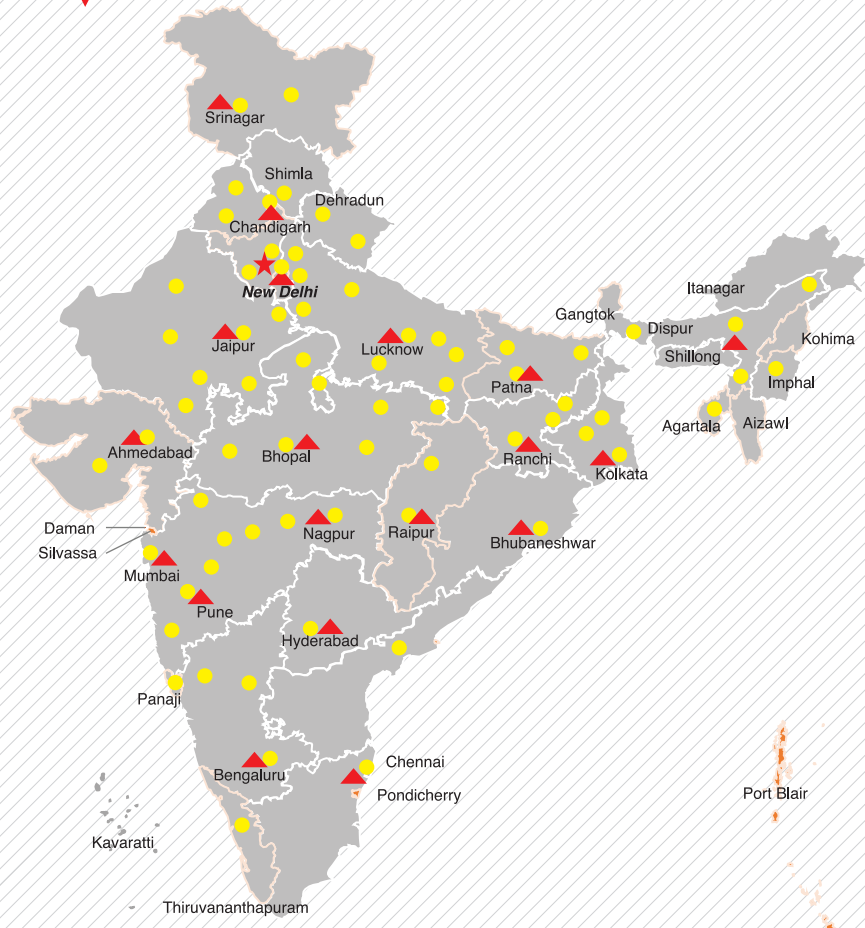 Srinagar
Shimla
Dehradun
Chandigarh
New Delhi
Itanagar
Gangtok
Dispur
Kohima
Jaipur
Lucknow
Shillong
Patna
Imphal
Agartala
Aizawl
Ahmedabad
Bhopal
Ranchi
Kolkata
Daman
Nagpur
Raipur
Bhubaneshwar
Silvassa
Mumbai
Pune
Hyderabad
Panaji
Chennai
Bengaluru
Pondicherry
Port Blair
Kavaratti
Thiruvananthapuram